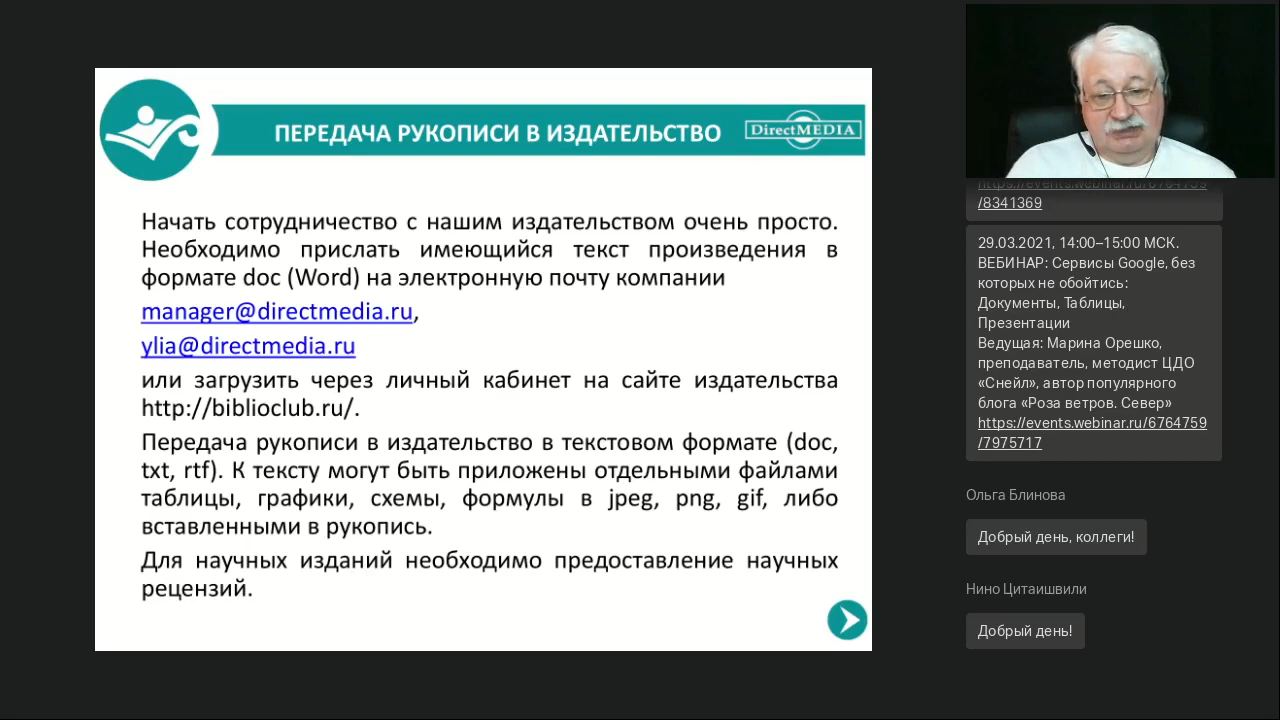 ПЕРЕДАЧА РУКОПИСИ В ИЗДАТЕЛЬСТВО
DirectMEDIA
Начать сотрудничество с нашим издательством очень просто.
Необходимо прислать имеющийся текст произведения в
формате doc (Word) на электронную почту компании
manager@directmedia.ru,
ylia@directmedia.ru
или загрузить через личный кабинет на сайте издательства
http://biblioclub.ru/.
Передача рукописи в издательство в текстовом формате (doc,
txt, rtf). К тексту могут быть приложены отдельными файлами
таблицы, графики, схемы, формулы в jpeg, png, gif, либо
вставленными в рукопись.
Для научных изданий необходимо предоставление научных
рецензий.
https://events.webinar.ru/6764759
/8341369
29.03.2021, 14:00–15:00 МСК.
ВЕБИНАР: Сервисы Google, без
которых не обойтись:
Документы, Таблицы,
Презентации
Ведущая: Марина Орешко,
преподаватель, методист ЦДО
«Снейл», автор популярного
блога «Роза ветров. Север»
https://events.webinar.ru/6764759
/7975717
Ольга Блинова
Добрый день, коллеги!
Нино Цитаишвили
Добрый день!